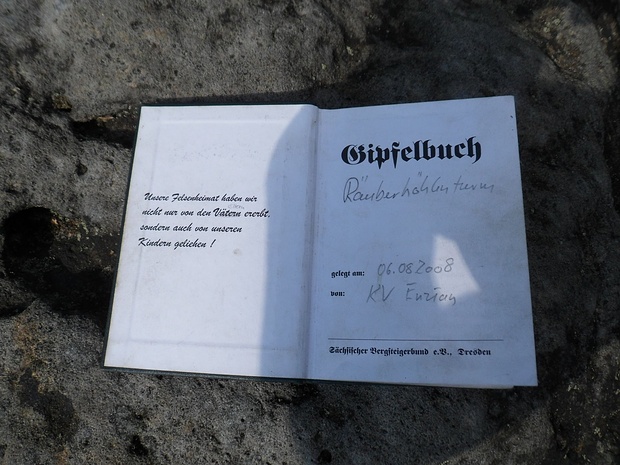 Unsere Felsenheimat haben wir
nicht nur von den Vätern ererbt,
sondern auch von unseren
Kindern geliehen !
Gipfelbuch
Räuberhöhlenturm
gelegt am: 06.08 2008
von: KV Enzian
Sächsischer Bergsteigerbund e.V., Dresden